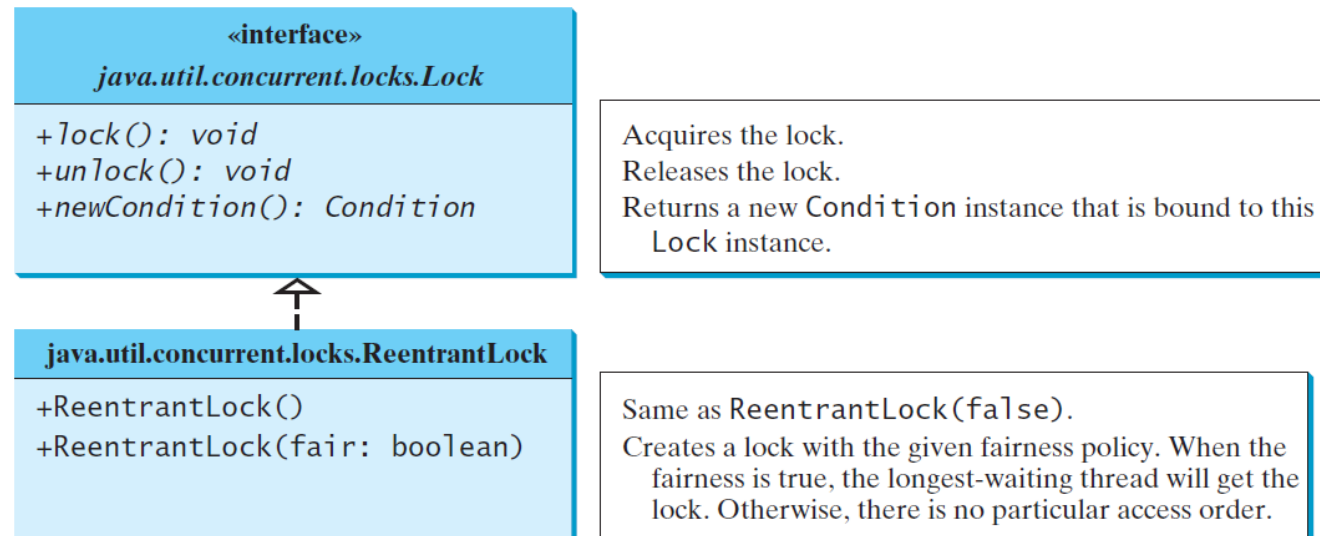 «interface»
java.util.concurrent.locks.Lock
+lock(): void
+unlock(): void
+newCondition(): Condition
Acquires the lock.
Releases the lock.
Returns a new Condition instance that is bound to this
Lock instance.
java.util.concurrent.locks.ReentrantLock
+ReentrantLock()
+ReentrantLock(fair: boolean)
Same as ReentrantLock(false).
Creates a lock with the given fairness policy. When the
fairness is true, the longest-waiting thread will get the
lock. Otherwise, there is no particular access order.